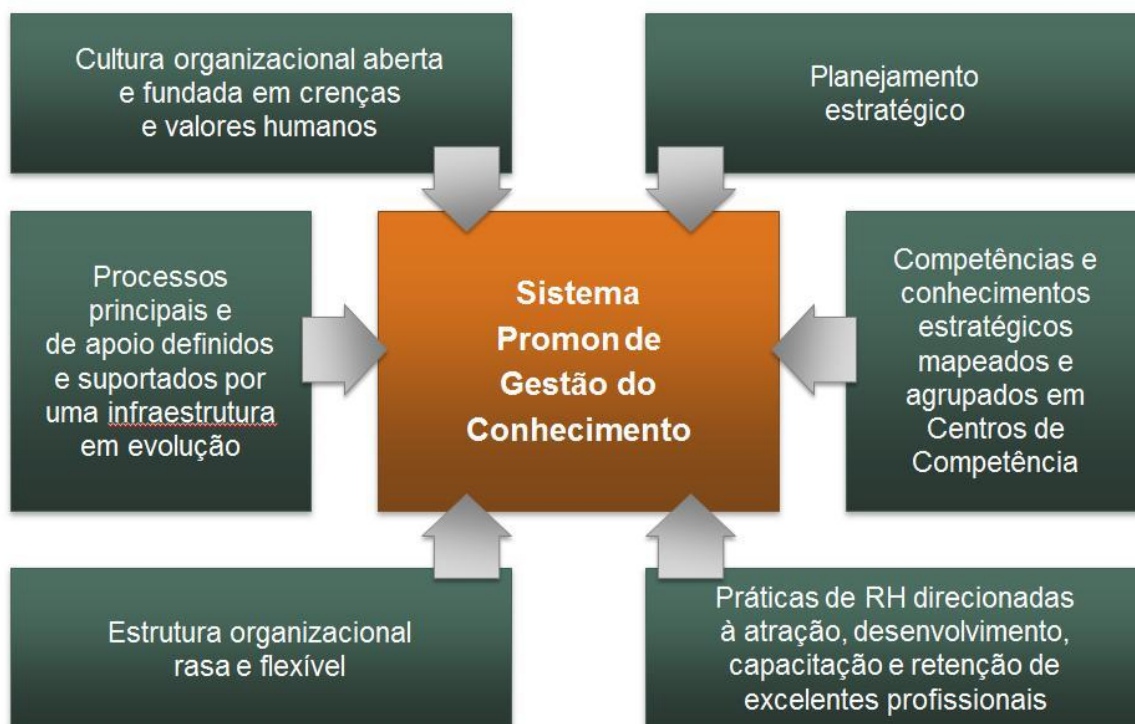 Cultura organizacional aberta
e fundada em crenças
e valores humanos
Planejamento
estratégico
Processos
principais e
de apoio definidos
e suportados por
uma infraestrutura
em evolução
Sistema
Promon de
Gestão do
Conhecimento
Competências e
conhecimentos
estratégicos
mapeados e
agrupados em
Centros de
Competência
Estrutura organizacional
rasa e flexível
Práticas de RH direcionadas
à atração, desenvolvimento,
capacitação e retenção de
excelentes profissionais